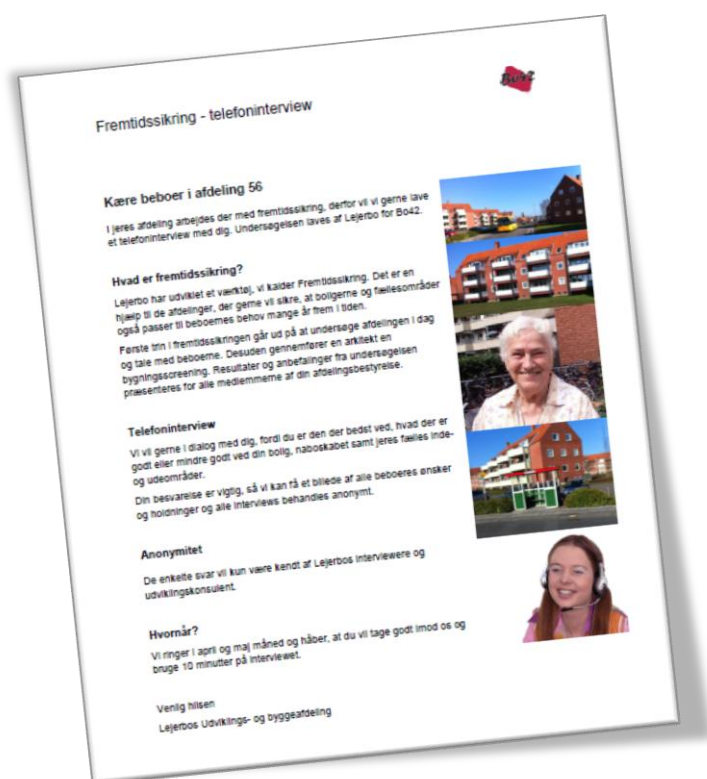 Bo42
Fremtidssikring - telefoninterview
Kære beboer i afdeling 56
I jeres afdeling arbejdes der med fremtidssikring, derfor vil vi gerne lave
et telefoninterview med dig. Undersøgelsen laves af Lejerbo for Bo42.
Hvad er fremtidssikring?
Lejerbo har udviklet et værktøj, vi kalder Fremtidssikring. Det er en
hjælp til de afdelinger, der gerne vil sikre, at boligerne og fællesområder
også passer til beboernes behov mange år frem i tiden.
Første trin i fremtidssikringen går ud på at undersøge afdelingen i dag
og tale med beboerne. Desuden gennemfører en arkitekt en
bygningsscreening. Resultater og anbefalinger fra undersøgelsen
præsenteres for alle medlemmerne af din afdelingsbestyrelse.
Telefoninterview
Vi vil gerne i dialog med dig, fordi du er den der bedst ved, hvad der er
godt eller mindre godt ved din bolig, naboskabet samt jeres fælles inde-
og udeområder.
Din besvarelse er vigtig, så vi kan få et billede af alle beboeres ønsker
og holdninger og alle interviews behandles anonymt.
Anonymitet
De enkelte svar vil kun være kendt af Lejerbos interviewere og
udviklingskonsulent.
Hvornår?
Vi ringer i april og maj måned og håber, at du vil tage godt imod os og
bruge 10 minutter på interviewet.
Venlig hilsen
Lejerbos Udviklings- og byggeafdeling